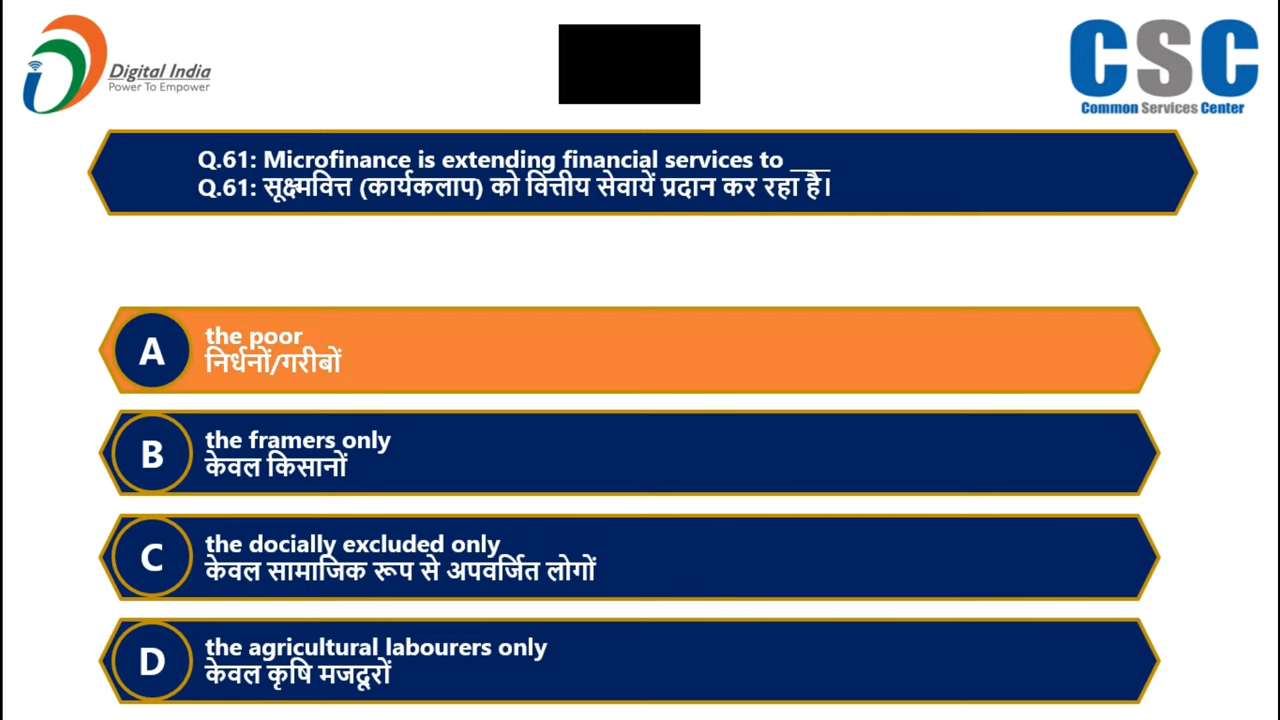 Digital India
Power To Empower
CSC
Common Services Center
Q.61: Microfinance is extending financial services to ____
Q.61: सूक्ष्मवित्त (कार्यकलाप) को वित्तीय सेवायें प्रदान कर रहा है।
A
the poor
निर्धनों/गरीबों
B
the framers only
केवल किसानों
C
the docially excluded only
केवल सामाजिक रूप से अपवर्जित लोगों
D
the agricultural labourers only
केवल कृषि मजदूरों